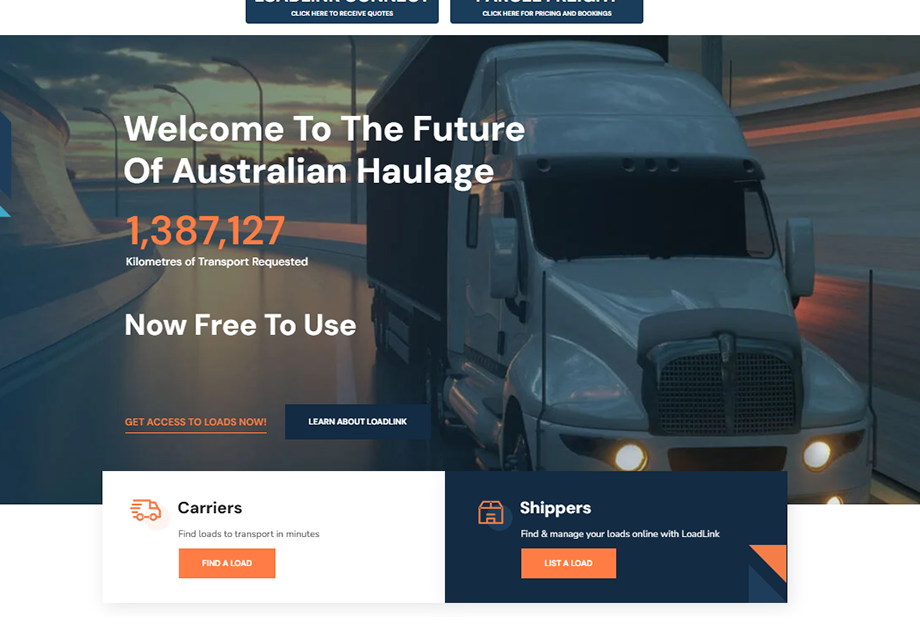 CLICK HERE TO RECEIVE QUOTES
CLICK HERE FOR PRICING AND BOOKINGS
Welcome To The Future
Of Australian Haulage
1,387,127
Kilometres of Transport Requested
Now Free To Use
GET ACCESS TO LOADS NOW!
LEARN ABOUT LOADLINK
Carriers
Find loads to transport in minutes
FIND A LOAD
Shippers
Find & manage your loads online with LoadLink
LIST A LOAD